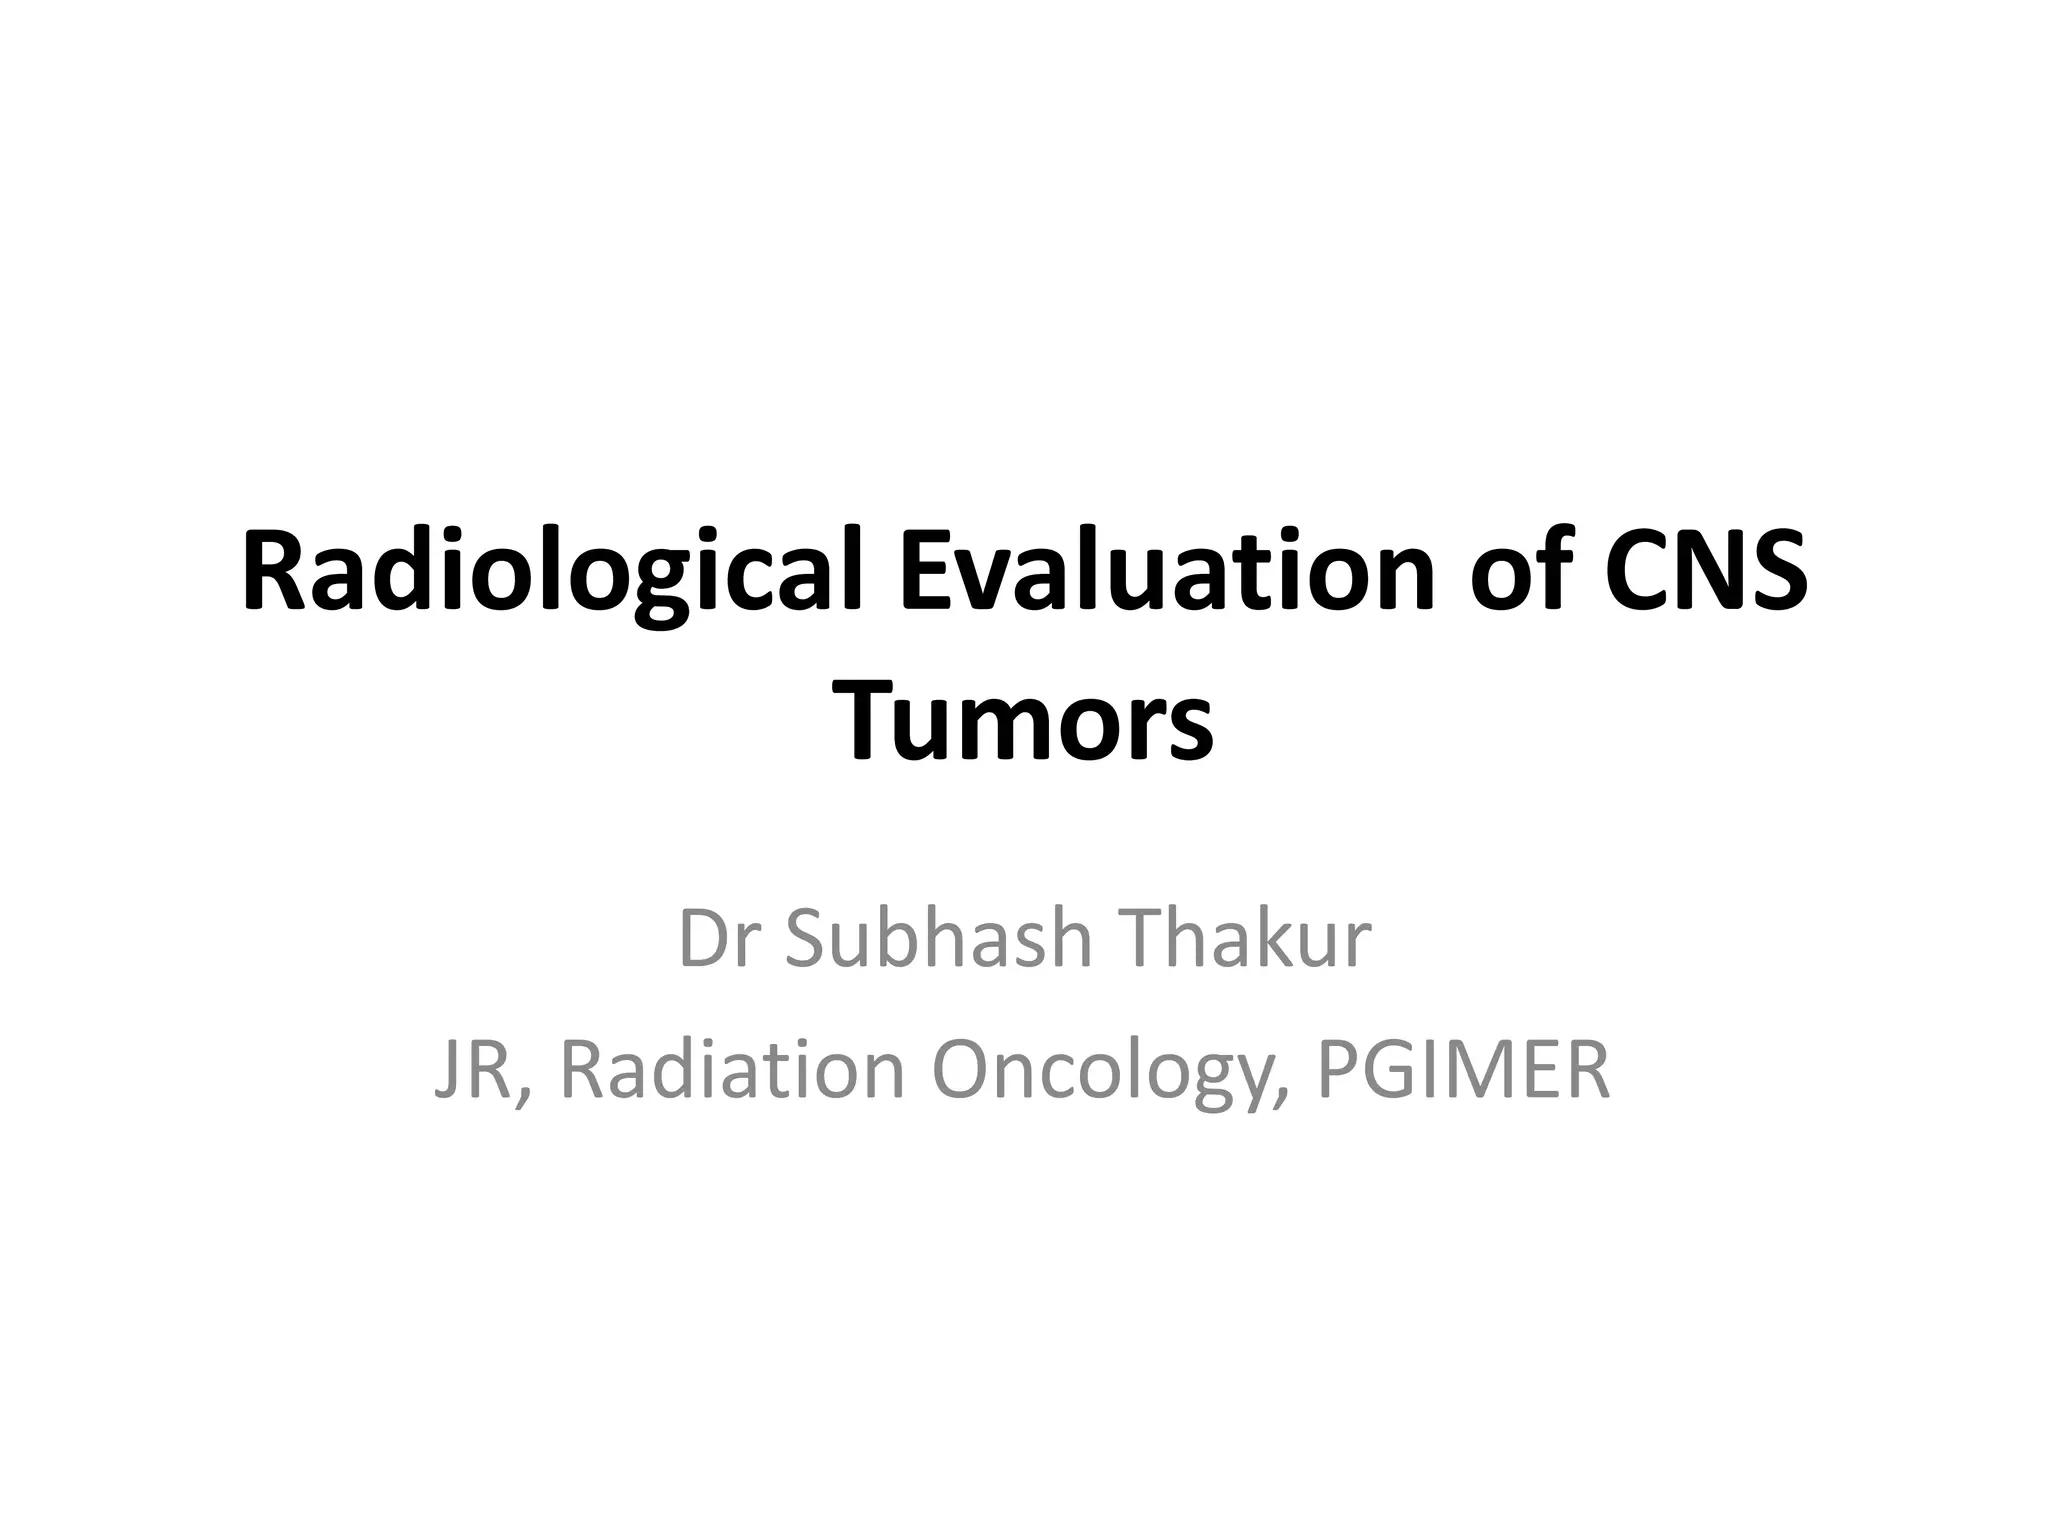 Radiological Evaluation of CNS
Tumors
Dr Subhash Thakur
JR, Radiation Oncology, PGIMER